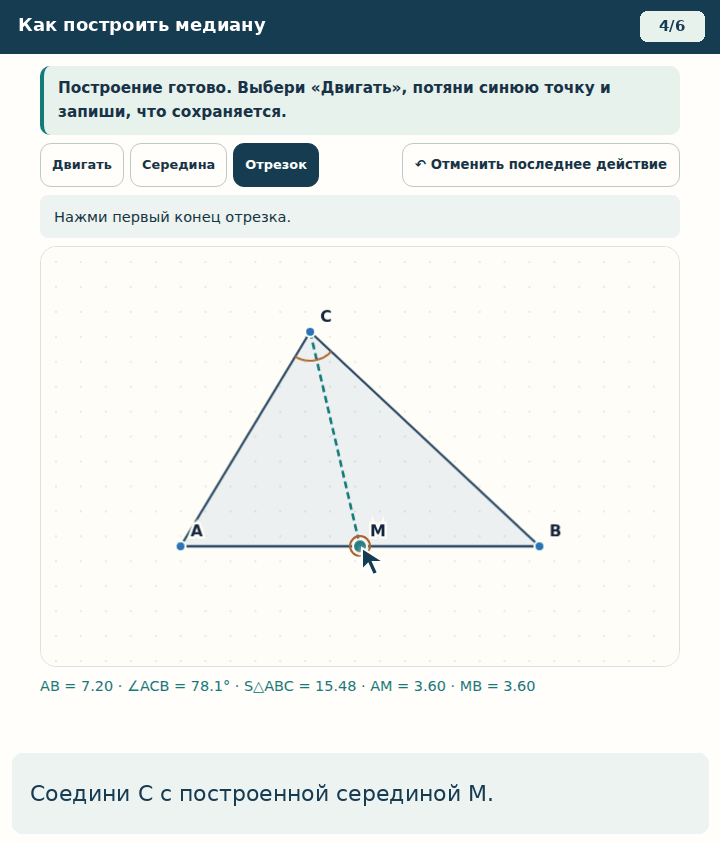 Как построить медиану
4/6
Построение готово. Выбери «Двигать», потяни синюю точку и
запиши, что сохраняется.
Двигать
Середина
Отрезок
↶ Отменить последнее действие
Нажми первый конец отрезка.
C
A
M
B
AB = 7.20 · ∠ACB = 78.1° · S△ABC = 15.48 · AM = 3.60 · MB = 3.60
Соедини C с построенной серединой M.